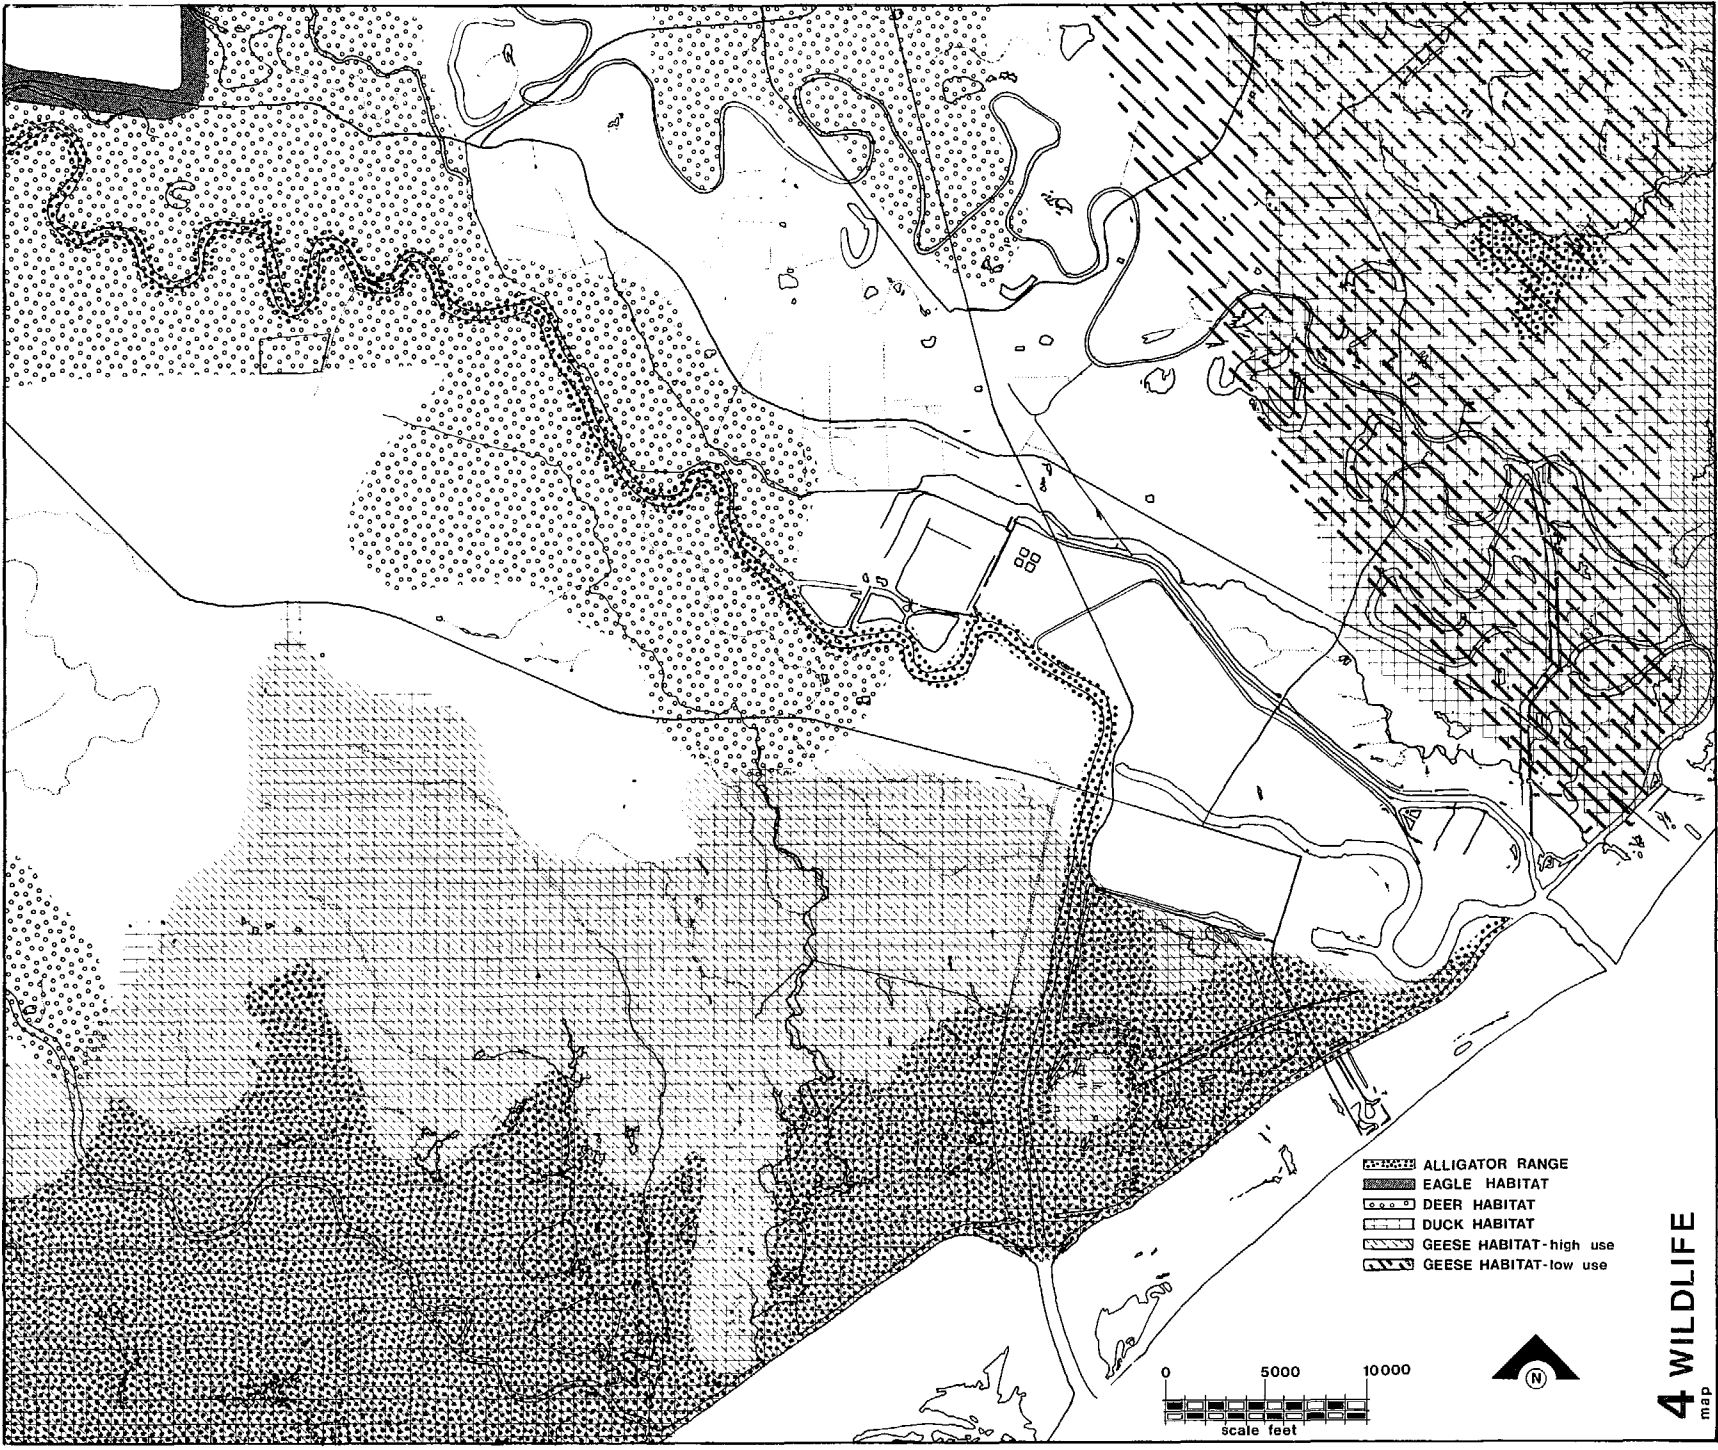 ALLIGATOR RANGE
EAGLE HABITAT
DEER HABITAT
DUCK HABITAT
GEESE HABITAT-high use
GEESE HABITAT-low use
0 5000 10000
scale feet
N
4 WILDLIFE
map